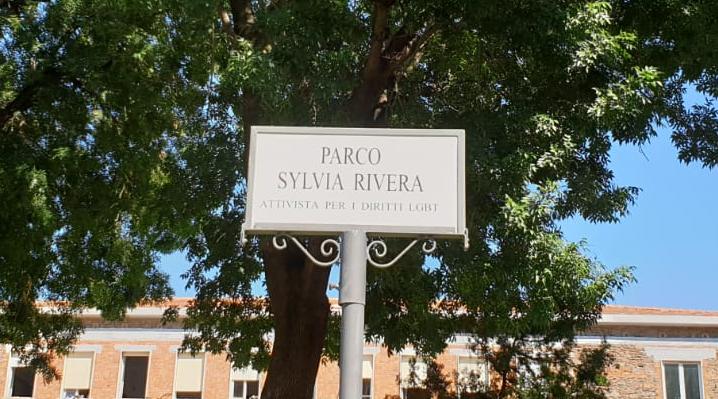 PARCO
SYLVIA RIVERA
ATTIVISTA PER I DIRITTI LGBT